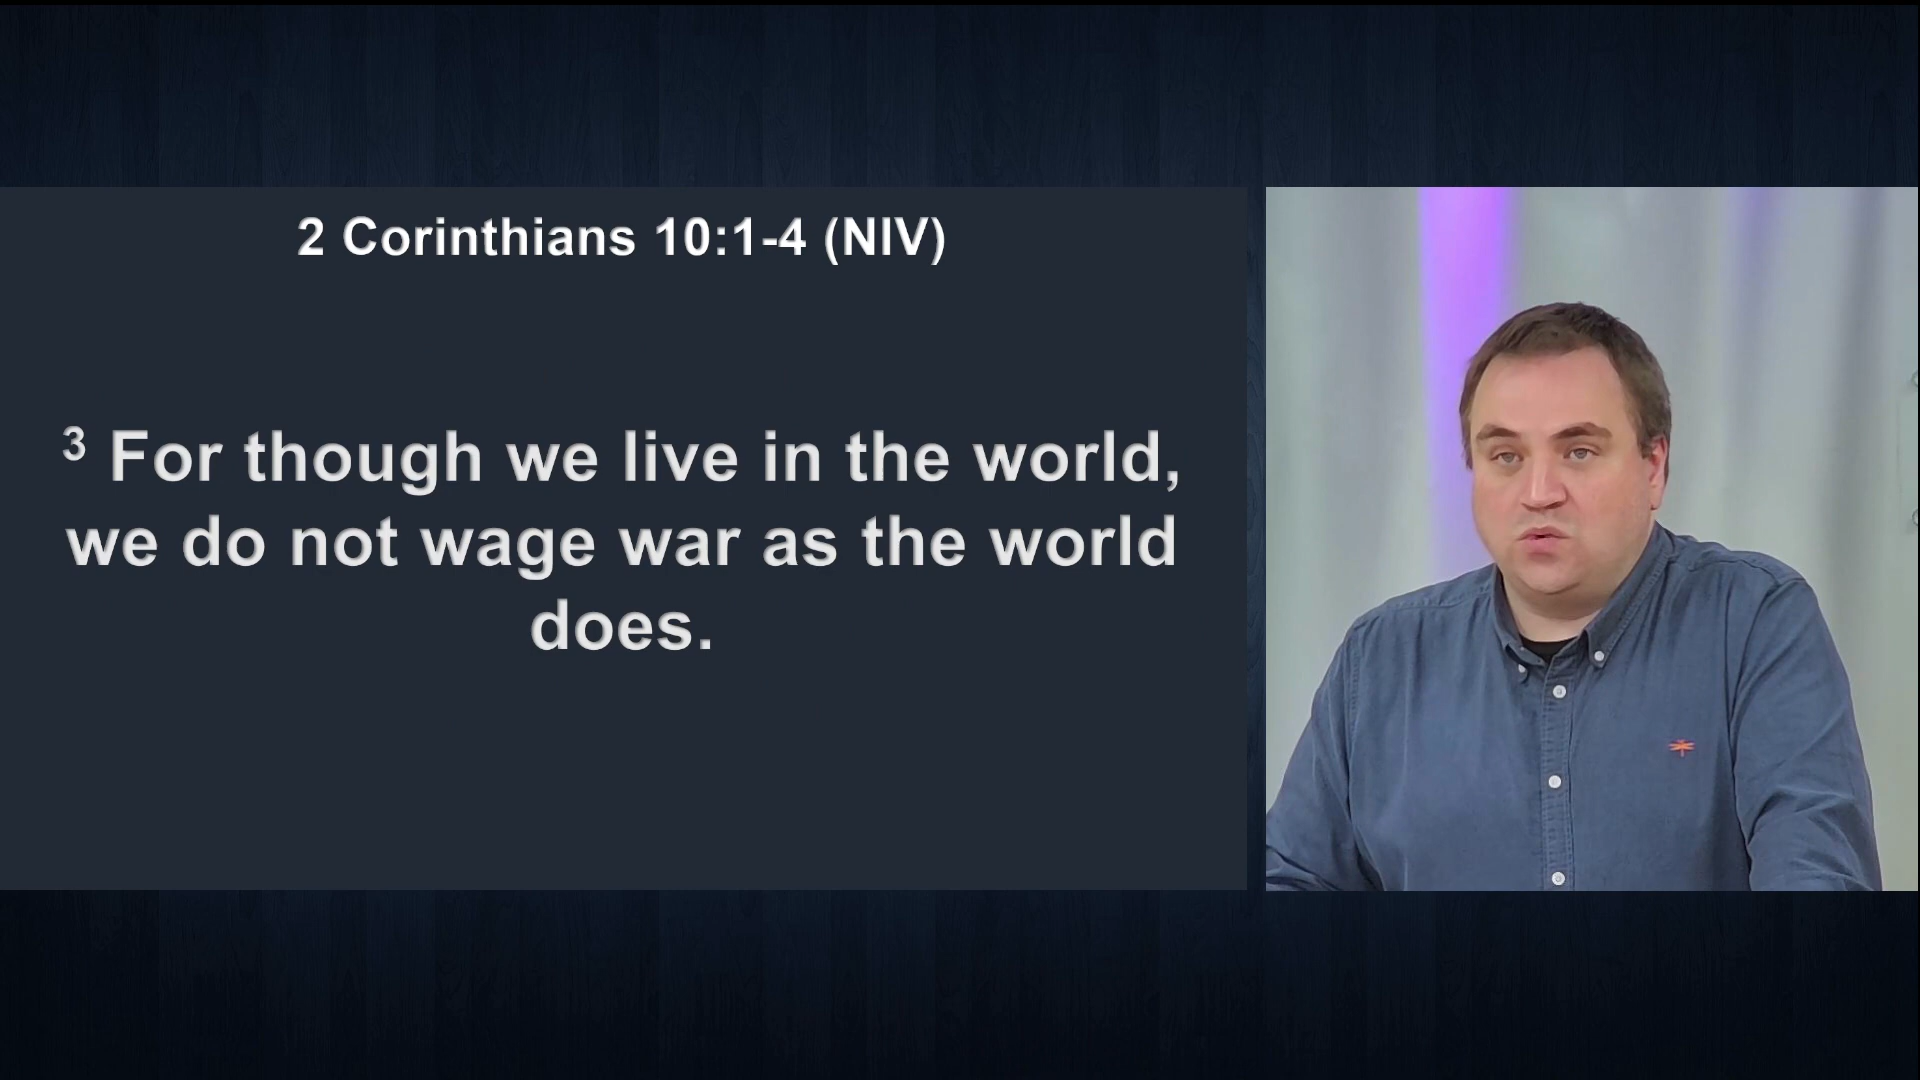 2 Corinthians 10:1-4 (NIV)
³ For though we live in the world,
we do not wage war as the world
does.